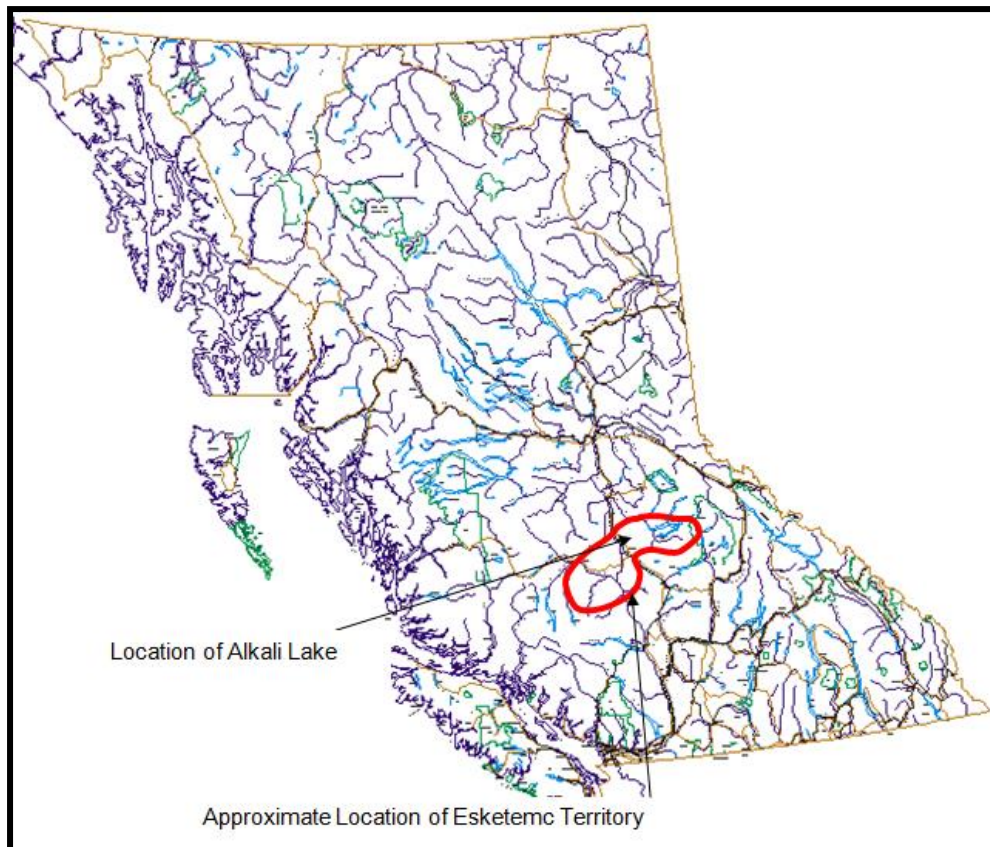 Location of Alkali Lake
Approximate Location of Esketemc Territory